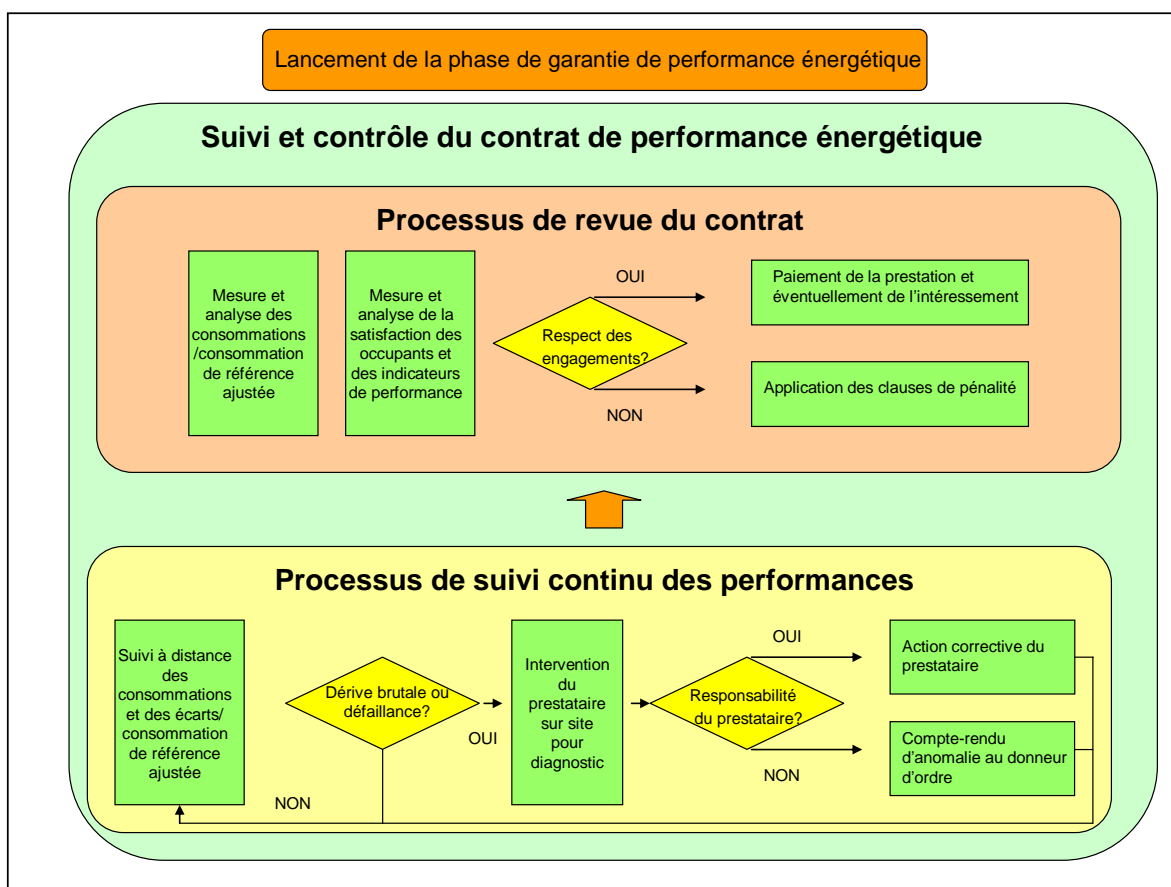 Lancement de la phase de garantie de performance énergétique
Suivi et contrôle du contrat de performance énergétique
Processus de revue du contrat
Mesure et
analyse des
consommations
/consommation
de référence
ajustée
Mesure et
analyse de la
satisfaction des
occupants et
des indicateurs
de performance
Respect des
engagements?
OUI
NON
Paiement de la prestation et
éventuellement de l'intéressement
Application des clauses de pénalité
Processus de suivi continu des performances
Suivi à distance
des
consommations
et des écarts/
consommation
de référence
ajustée
Dérive brutale ou
défaillance?
OUI
NON
Intervention
du
prestataire
sur site
pour
diagnostic
Responsabilité
du prestataire?
OUI
NON
Action corrective du
prestataire
Compte-rendu
d'anomalie au donneur
d'ordre